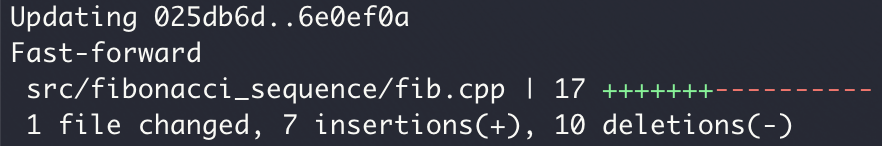 Updating 025db6d..6e0ef0a
Fast-forward
 src/fibonacci_sequence/fib.cpp | 17 +++++++----------
 1 file changed, 7 insertions(+), 10 deletions(-)